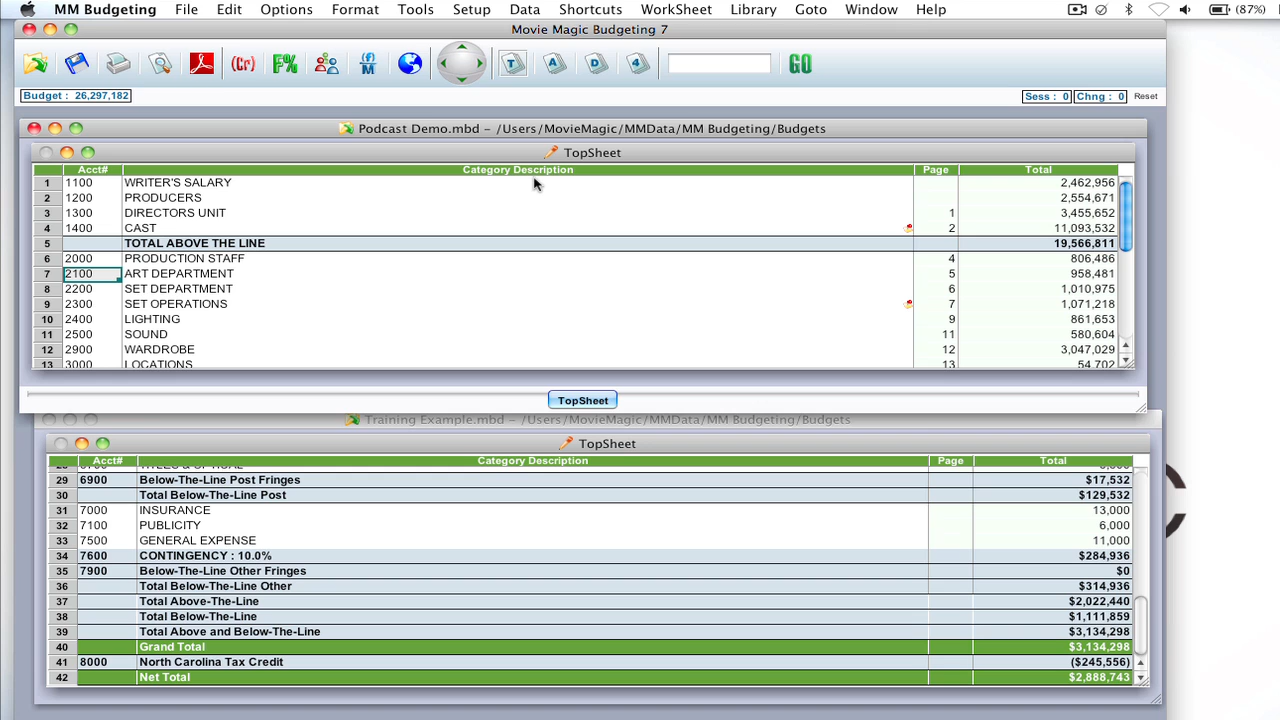 MM Budgeting File Edit Options Format Tools Setup Data Shortcuts WorkSheet Library Goto Window Help (87%)
Movie Magic Budgeting 7
(Cr) F% fM T A D 4 GO
Budget : 26,297,182 Sess : 0 Chng : 0 Reset
Podcast Demo.mbd – /Users/MovieMagic/MMData/MM Budgeting/Budgets
TopSheet
Acct# Category Description Page Total
1 1100 WRITER'S SALARY 2,462,956
2 1200 PRODUCERS 2,554,671
3 1300 DIRECTORS UNIT 1 3,455,652
4 1400 CAST 2 11,093,532
5 TOTAL ABOVE THE LINE 19,566,811
6 2000 PRODUCTION STAFF 4 806,486
7 2100 ART DEPARTMENT 5 958,481
8 2200 SET DEPARTMENT 6 1,010,975
9 2300 SET OPERATIONS 7 1,071,218
10 2400 LIGHTING 9 861,653
11 2500 SOUND 11 580,604
12 2900 WARDROBE 12 3,047,029
13 3000 LOCATIONS 13 54,702
TopSheet
Training Example.mbd – /Users/MovieMagic/MMData/MM Budgeting/Budgets
TopSheet
Acct# Category Description Page Total
29 6900 Below-The-Line Post Fringes $17,532
30 Total Below-The-Line Post $129,532
31 7000 INSURANCE 13,000
32 7100 PUBLICITY 6,000
33 7500 GENERAL EXPENSE 11,000
34 7600 CONTINGENCY : 10.0% $284,936
35 7900 Below-The-Line Other Fringes $0
36 Total Below-The-Line Other $314,936
37 Total Above-The-Line $2,022,440
38 Total Below-The-Line $1,111,859
39 Total Above and Below-The-Line $3,134,298
40 Grand Total $3,134,298
41 8000 North Carolina Tax Credit ($245,556)
42 Net Total $2,888,743